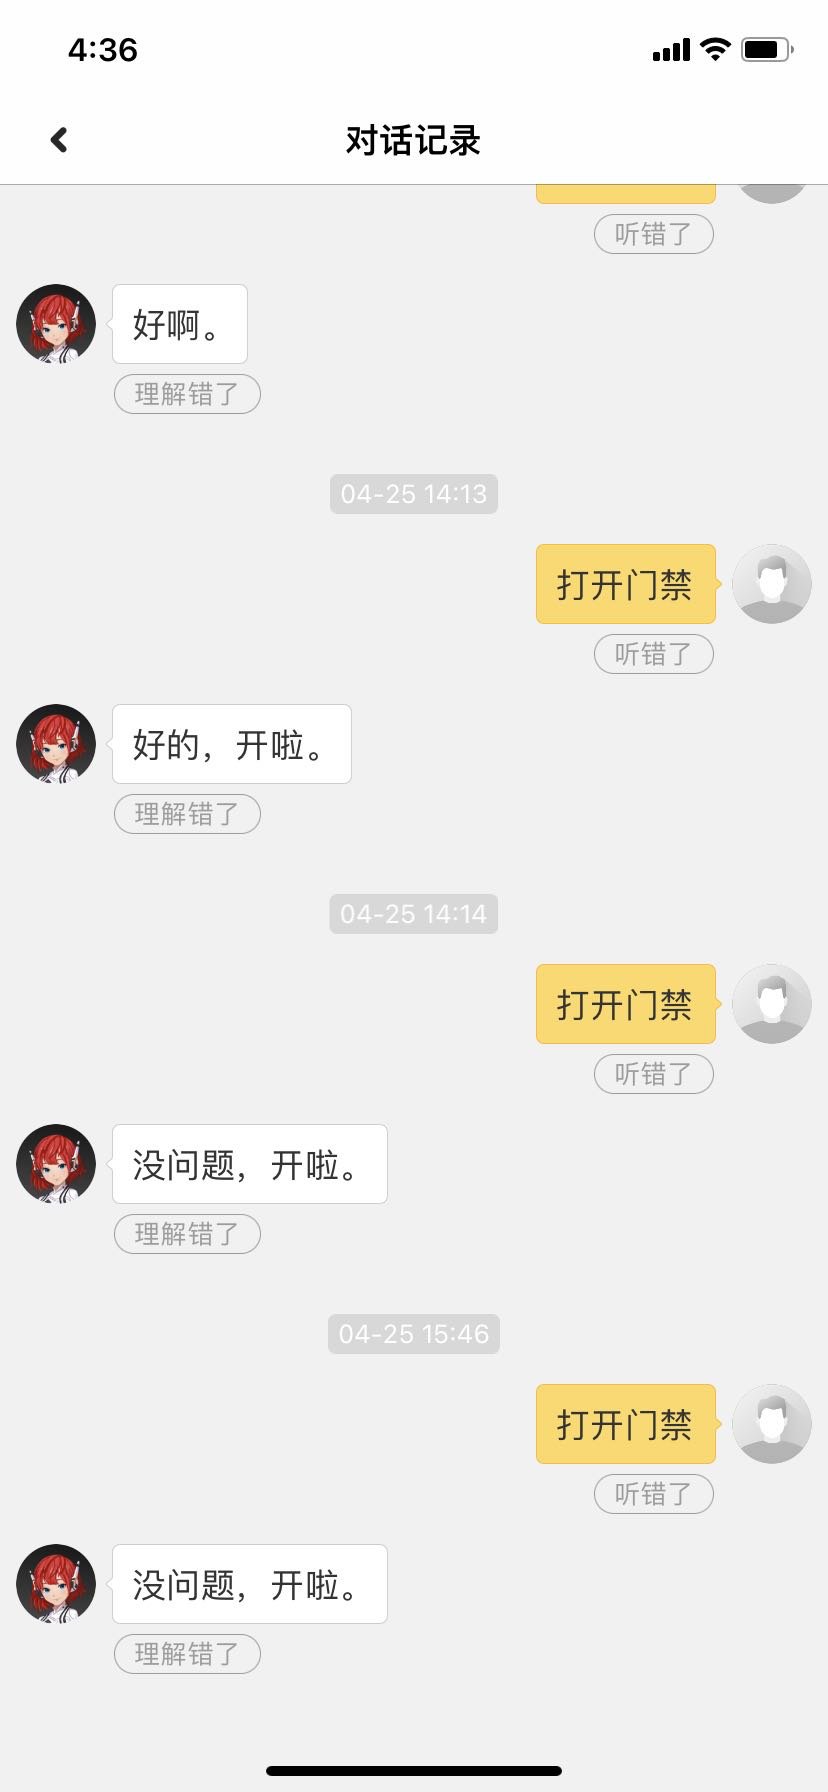 4:36
对话记录
听错了
好啊。
理解错了
04-25 14:13
打开门禁
听错了
好的，开啦。
理解错了
04-25 14:14
打开门禁
听错了
没问题，开啦。
理解错了
04-25 15:46
打开门禁
听错了
没问题，开啦。
理解错了